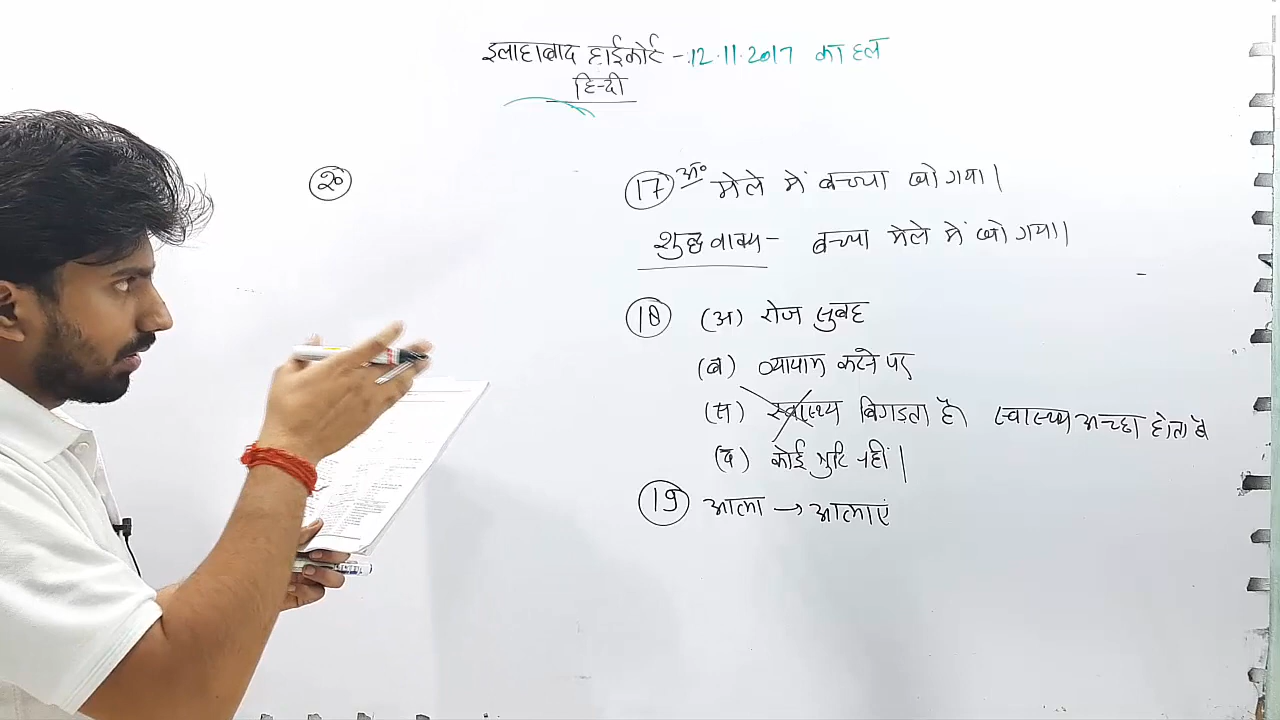 इलाहाबाद हाईकोर्ट - 12.11.2017 का हल
हिन्दी
20
17 अ॰ मेले में बच्चा खो गया।
शुद्ध वाक्य - बच्चा मेले में खो गया।
18 (अ) रोज सुबह
(ब) व्यायाम करने पर
(स) स्वास्थ्य बिगड़ता है। स्वास्थ्य अच्छा होता है
(द) कोई त्रुटि नहीं।
19 आला → आलाएं